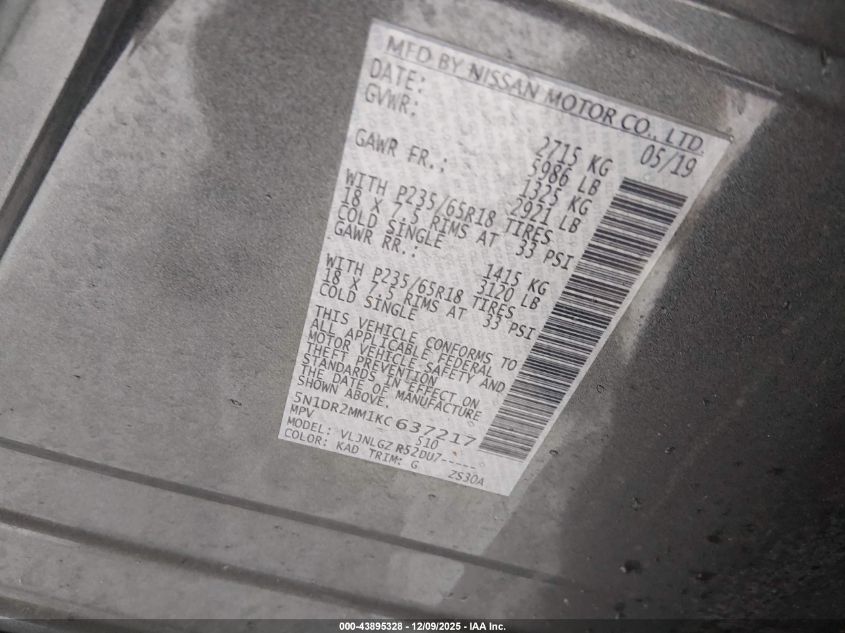 MFD BY NISSAN MOTOR CO., LTD.
DATE: 05/19
GVWR: 2715 KG
5986 LB
GAWR FR.: 1325 KG
2921 LB
WITH P235/65R18 TIRES
18 X 7.5 RIMS AT 33 PSI
COLD SINGLE
GAWR RR.: 1415 KG
3120 LB
WITH P235/65R18 TIRES
18 X 7.5 RIMS AT 33 PSI
COLD SINGLE
THIS VEHICLE CONFORMS TO
ALL APPLICABLE FEDERAL
MOTOR VEHICLE SAFETY AND
THEFT PREVENTION
STANDARDS IN EFFECT ON
THE DATE OF MANUFACTURE
SHOWN ABOVE.
5N1DR2MM1KC637217
MPV S10
MODEL: VL3NLGZ R52DU7-----
COLOR: KAD TRIM: G ZS30A
000-43895328 - 12/09/2025 - IAA Inc.